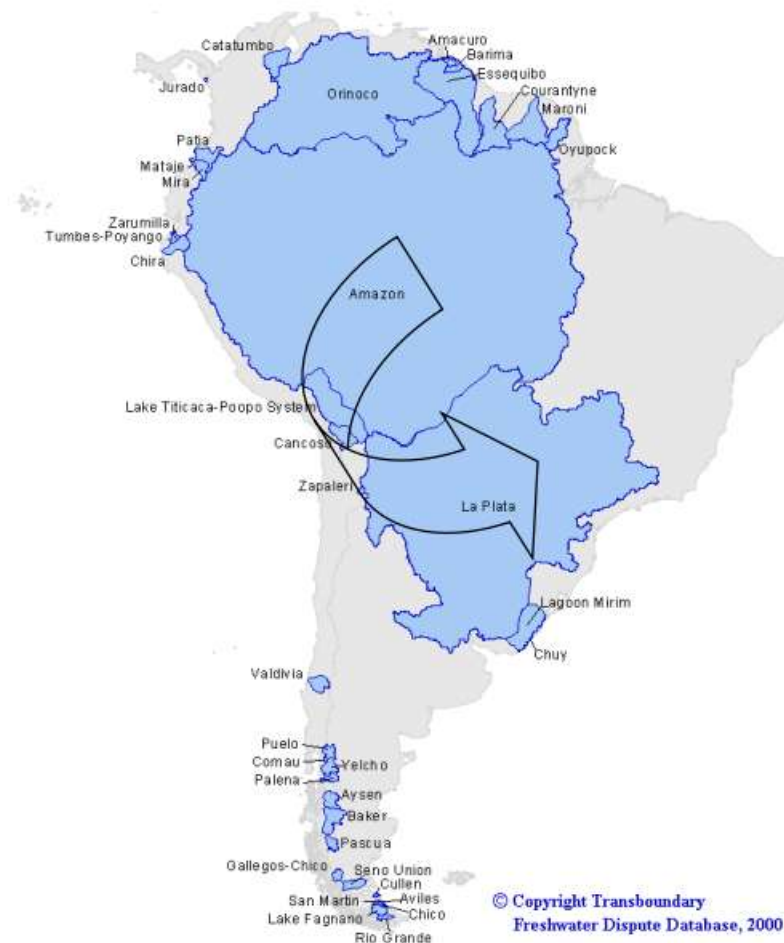 Catatumbo
Amacuro
Barima
Essequibo
Courantyne
Maroni
Oyupock
Jurado
Orinoco
Patia
Mataje
Mira
Zarumilla
Tumbes-Poyango
Chira
Amazon
Lake Titicaca-Poopo System
Cancoso
Zapaleri
La Plata
Lagoon Mirim
Chuy
Valdivia
Puelo
Comau
Yelcho
Palena
Aysen
Baker
Pascua
Gallegos-Chico
Seno Union
Cullen
San Martin
Aviles
Lake Fagnano
Chico
Rio Grande
© Copyright Transboundary
Freshwater Dispute Database, 2000